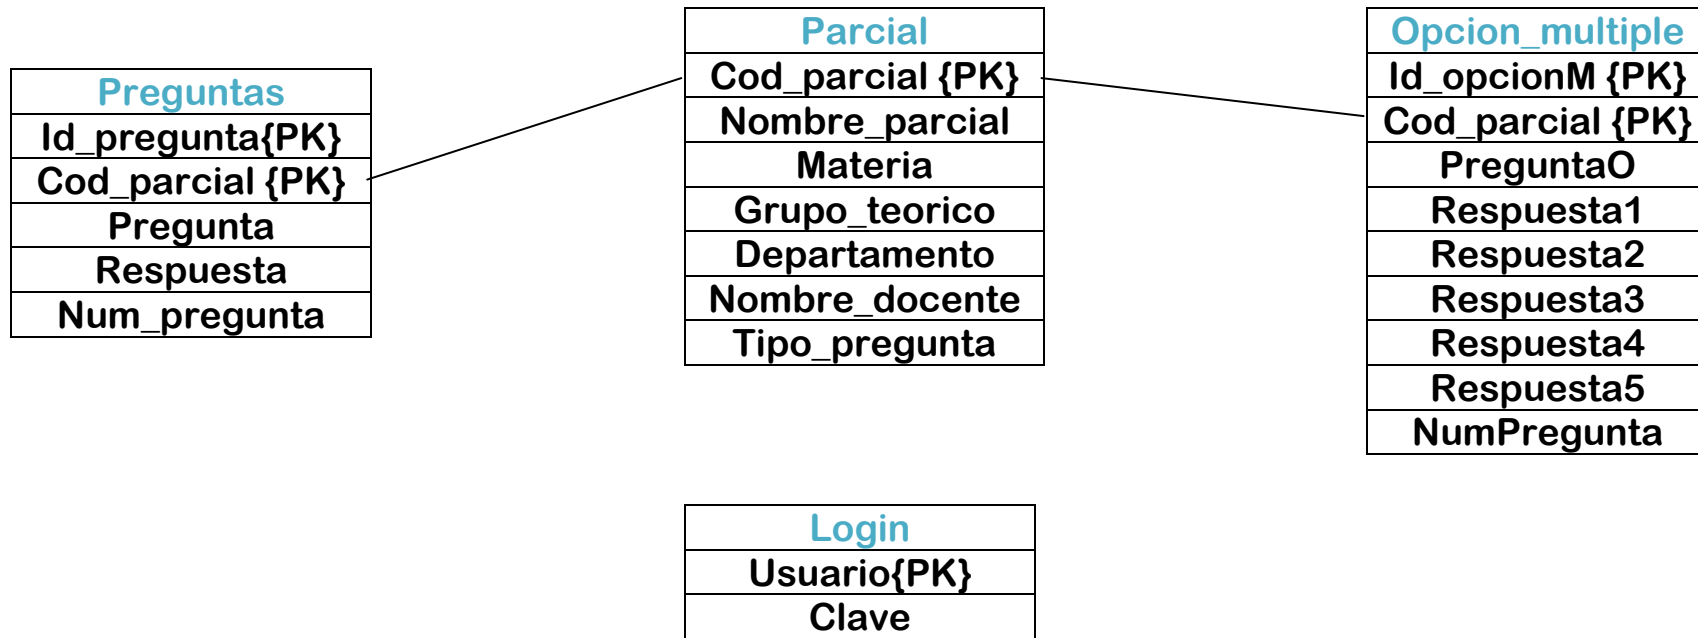 Preguntas
Id_pregunta{PK}
Cod_parcial {PK}
Pregunta
Respuesta
Num_pregunta
Parcial
Cod_parcial {PK}
Nombre_parcial
Materia
Grupo_teorico
Departamento
Nombre_docente
Tipo_pregunta
Opcion_multiple
Id_opcionM {PK}
Cod_parcial {PK}
PreguntaO
Respuesta1
Respuesta2
Respuesta3
Respuesta4
Respuesta5
NumPregunta
Login
Usuario{PK}
Clave